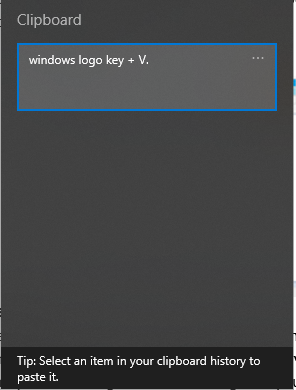 Clipboard
windows logo key + V.
Tip: Select an item in your clipboard history to
paste it.